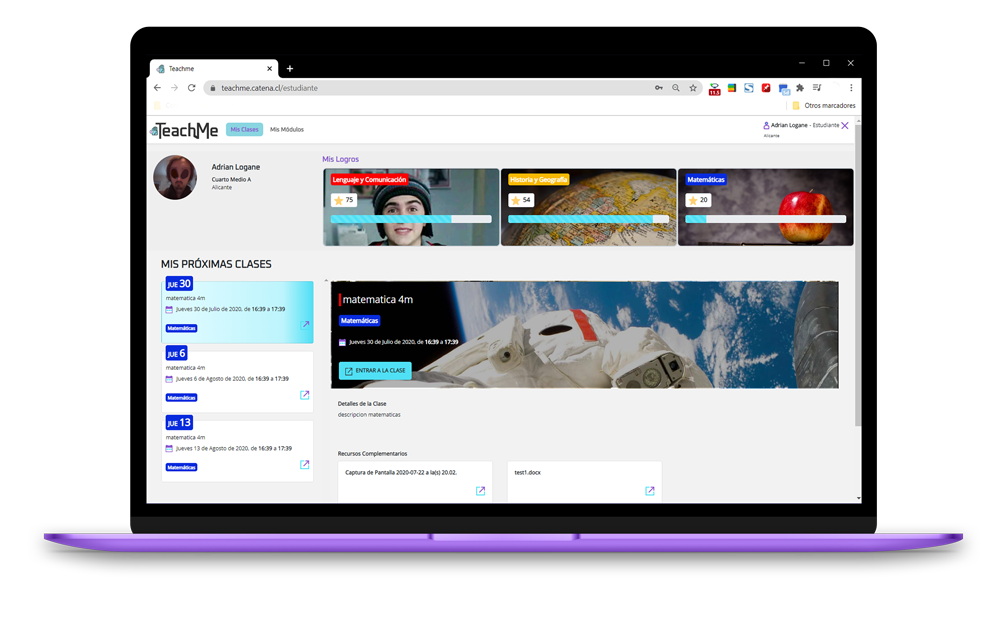 Teachme
teachme.catena.cl/estudiante
11.5
Otros marcadores
TeachMe
Mis Clases
Mis Módulos
Adrian Logane - Estudiante
Alicante
Adrian Logane
Cuarto Medio A
Alicante
Mis Logros
Lenguaje y Comunicación
75
Historia y Geografía
54
Matemáticas
20
MIS PRÓXIMAS CLASES
JUE 30
matematica 4m
Jueves 30 de Julio de 2020, de 16:39 a 17:39
Matemáticas
JUE 6
matematica 4m
Jueves 6 de Agosto de 2020, de 16:39 a 17:39
Matemáticas
JUE 13
matematica 4m
Jueves 13 de Agosto de 2020, de 16:39 a 17:39
Matemáticas
matematica 4m
Matemáticas
Jueves 30 de Julio de 2020, de 16:39 a 17:39
ENTRAR A LA CLASE
Detalles de la Clase
descripcion matematicas
Recursos Complementarios
Captura de Pantalla 2020-07-22 a la(s) 20.02.
test1.docx